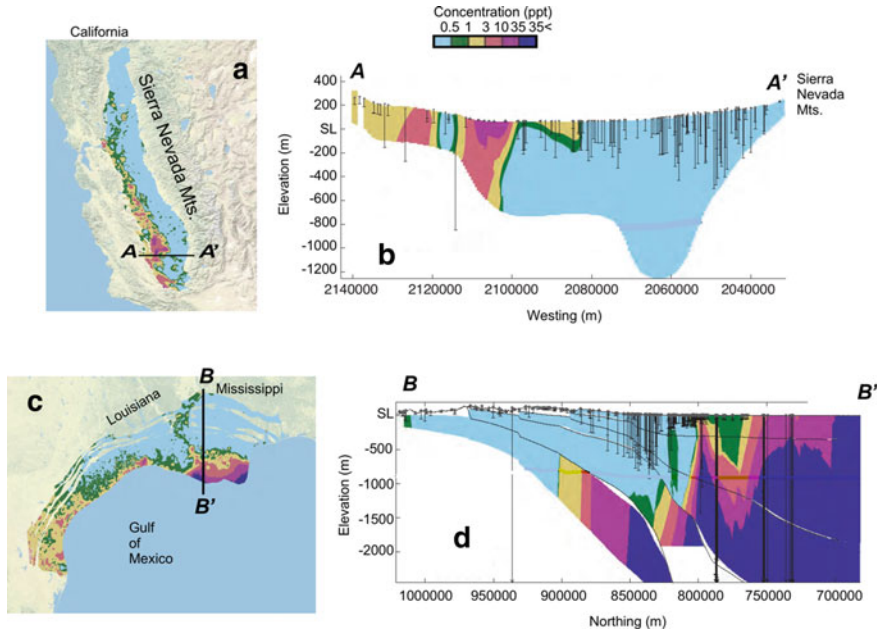 Concentration (ppt)
0.5 1 3 10 35 35<
California
a
Sierra Nevada Mts.
A A'
A
A'
Sierra
Nevada
Mts.
400
200
SL
-200
-400
-600
-800
-1000
-1200
Elevation (m)
b
2140000 2120000 2100000 2080000 2060000 2040000
Westing (m)
c
B
Louisiana
Mississippi
B'
Gulf
of
Mexico
B
B'
SL
-500
-1000
-1500
-2000
Elevation (m)
d
1000000 950000 900000 850000 800000 750000 700000
Northing (m)